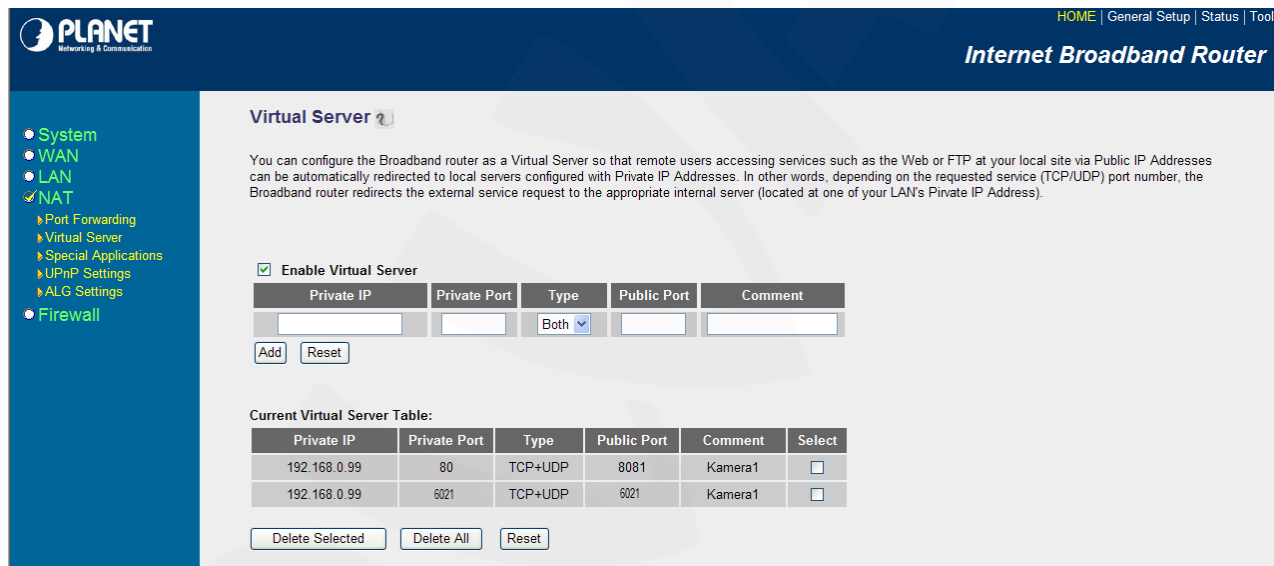 PLANET
Networking & Communication
HOME | General Setup | Status | Tool
Internet Broadband Router
System
WAN
LAN
NAT
Port Forwarding
Virtual Server
Special Applications
UPnP Settings
ALG Settings
Firewall
Virtual Server
You can configure the Broadband router as a Virtual Server so that remote users accessing services such as the Web or FTP at your local site via Public IP Addresses
can be automatically redirected to local servers configured with Private IP Addresses. In other words, depending on the requested service (TCP/UDP) port number, the
Broadband router redirects the external service request to the appropriate internal server (located at one of your LAN's Private IP Address).
Enable Virtual Server
Private IP Private Port Type Public Port Comment
Both
Add Reset
Current Virtual Server Table:
Private IP Private Port Type Public Port Comment Select
192.168.0.99 80 TCP+UDP 8081 Kamera1
192.168.0.99 6021 TCP+UDP 6021 Kamera1
Delete Selected Delete All Reset